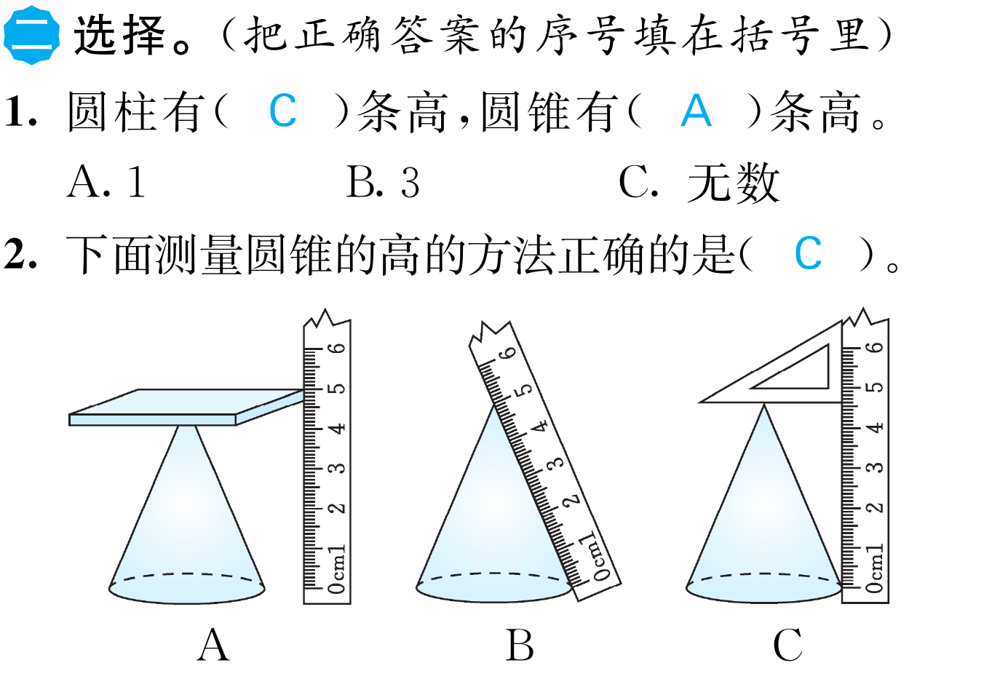 二 选择。(把正确答案的序号填在括号里)
1. 圆柱有( C )条高,圆锥有( A )条高。
A. 1 B. 3 C. 无数
2. 下面测量圆锥的高的方法正确的是( C )。
0cm1 2 3 4 5 6
0cm1 2 3 4 5 6
0cm1 2 3 4 5 6
A B C